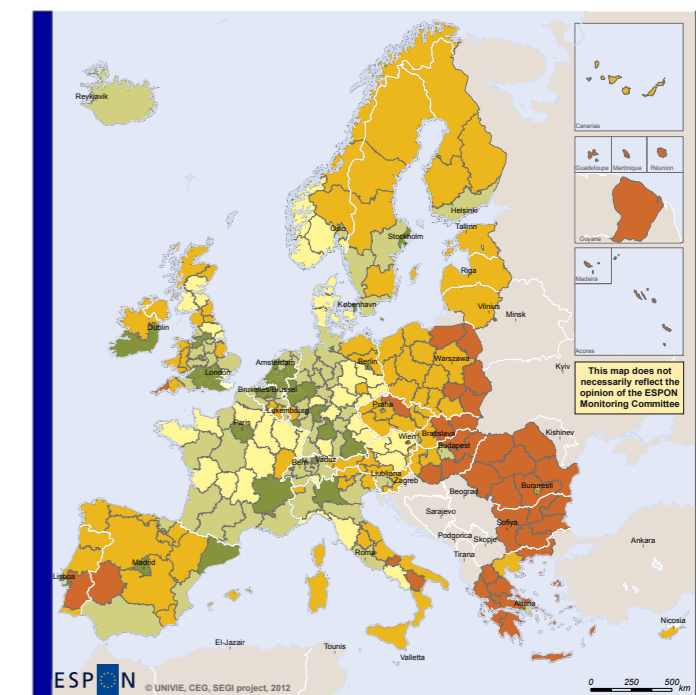 Canarias
Reykjavik
Guadeloupe Martinique Réunion
Guyane
Helsinki
Oslo
Tallinn
Stockholm
Madeira
Riga
København
Vilnius
Minsk
Dublin
Acores
Warszawa
Amsterdam
Berlin
Kyiv
London
This map does not
necessarily reflect the
opinion of the ESPON
Monitoring Committee
Bruxelles/Brussel
Praha
Luxembourg
Paris
Kishinev
Bratislava
Wien
Budapest
Bern
Vaduz
Ljubljana
Zagreb
Bucuresti
Beograd
Sarajevo
Sofiya
Podgorica
Skopje
Ankara
Roma
Tirana
Madrid
Lisboa
Athina
Nicosia
El-Jazair
Tounis
Valletta
ESPON
© UNIVIE, CEG, SEGI project, 2012
0 250 500
km